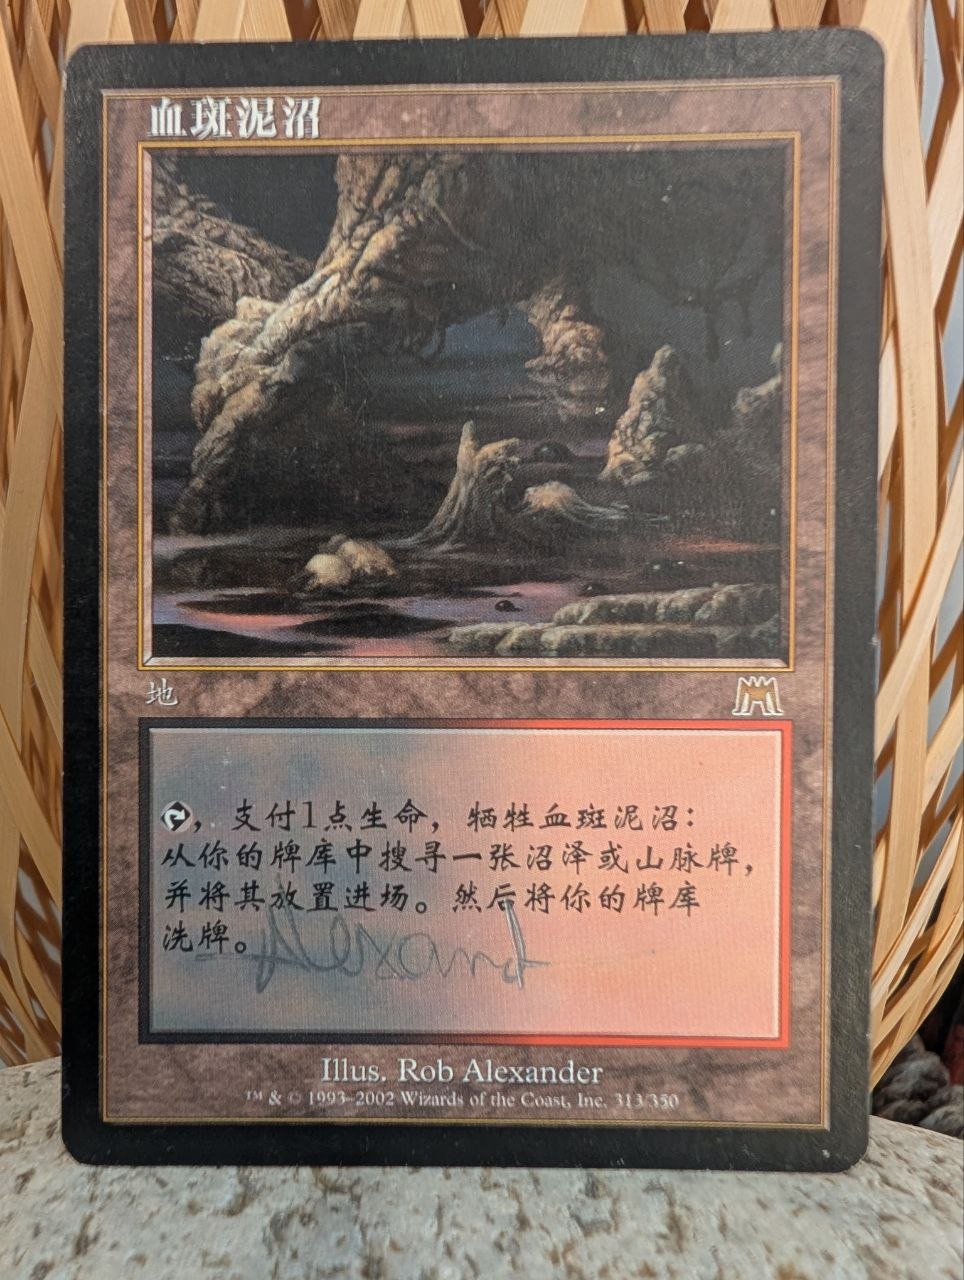 血斑泥沼
地
，支付1点生命，牺牲血斑泥沼：
从你的牌库中搜寻一张沼泽或山脉牌，
并将其放置进场。然后将你的牌库
洗牌。
Alexand
Illus. Rob Alexander
™ & © 1993–2002 Wizards of the Coast, Inc. 313/350